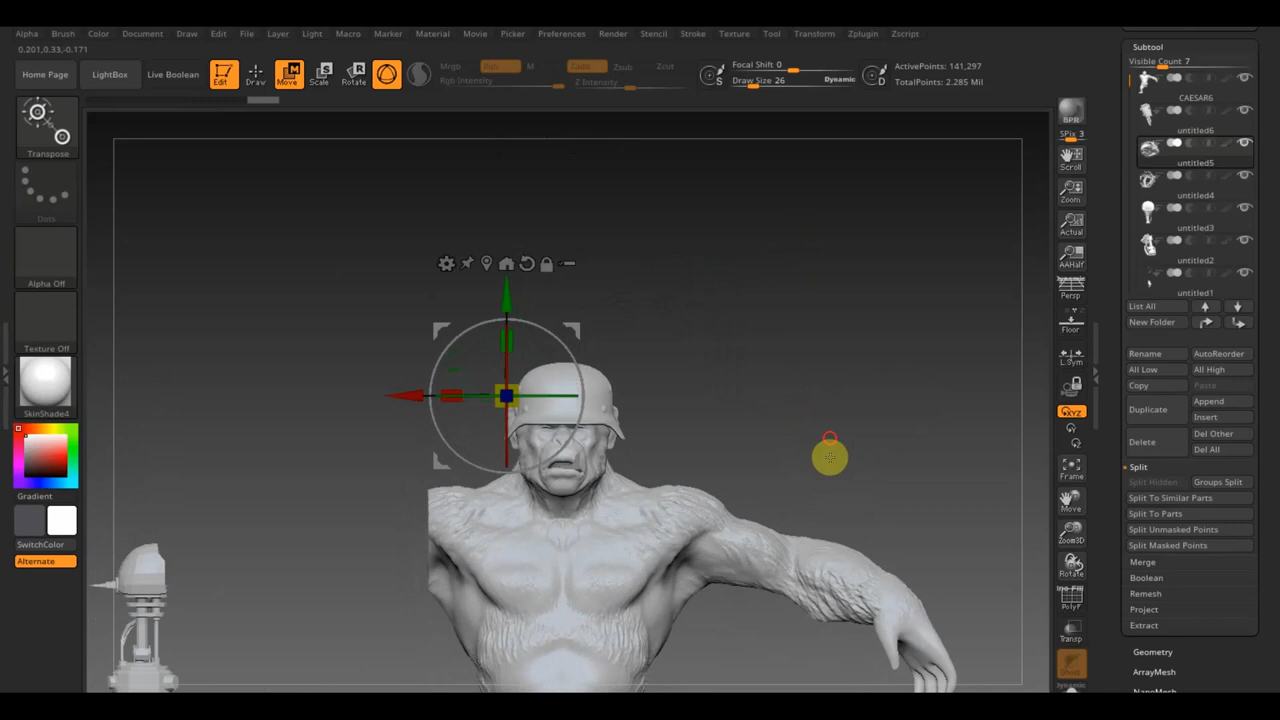 Alpha Brush Color Document Draw Edit File Layer Light Macro Marker Material Movie Picker Preferences Render Stencil Stroke Texture Tool Transform Zplugin Zscript
0.201,0.33,-0.171
Home Page
LightBox
Live Boolean
Edit
Draw
Move
Scale
Rotate
Mrgb
Rgb
M
Zadd
Zsub
Zcut
Rgb Intensity
Z Intensity
S
Focal Shift 0
Draw Size 26
Dynamic
D
ActivePoints: 141,297
TotalPoints: 2.285 Mil
Transpose
Dots
Alpha Off
Texture Off
SkinShade4
Gradient
SwitchColor
Alternate
BPR
SPix 3
Scroll
Zoom
Actual
AAHalf
Dynamic
Persp
Floor
L.Sym
XYZ
Frame
Move
Zoom3D
Rotate
Line Fill
PolyF
Transp
Dynamic
Subtool
Visible Count 7
CAESAR6
untitled6
untitled5
untitled4
untitled3
untitled2
untitled1
List All
New Folder
Rename
AutoReorder
All Low
All High
Copy
Paste
Duplicate
Append
Insert
Delete
Del Other
Del All
Split
Split Hidden
Groups Split
Split To Similar Parts
Split To Parts
Split Unmasked Points
Split Masked Points
Merge
Boolean
Remesh
Project
Extract
Geometry
ArrayMesh
NanoMesh